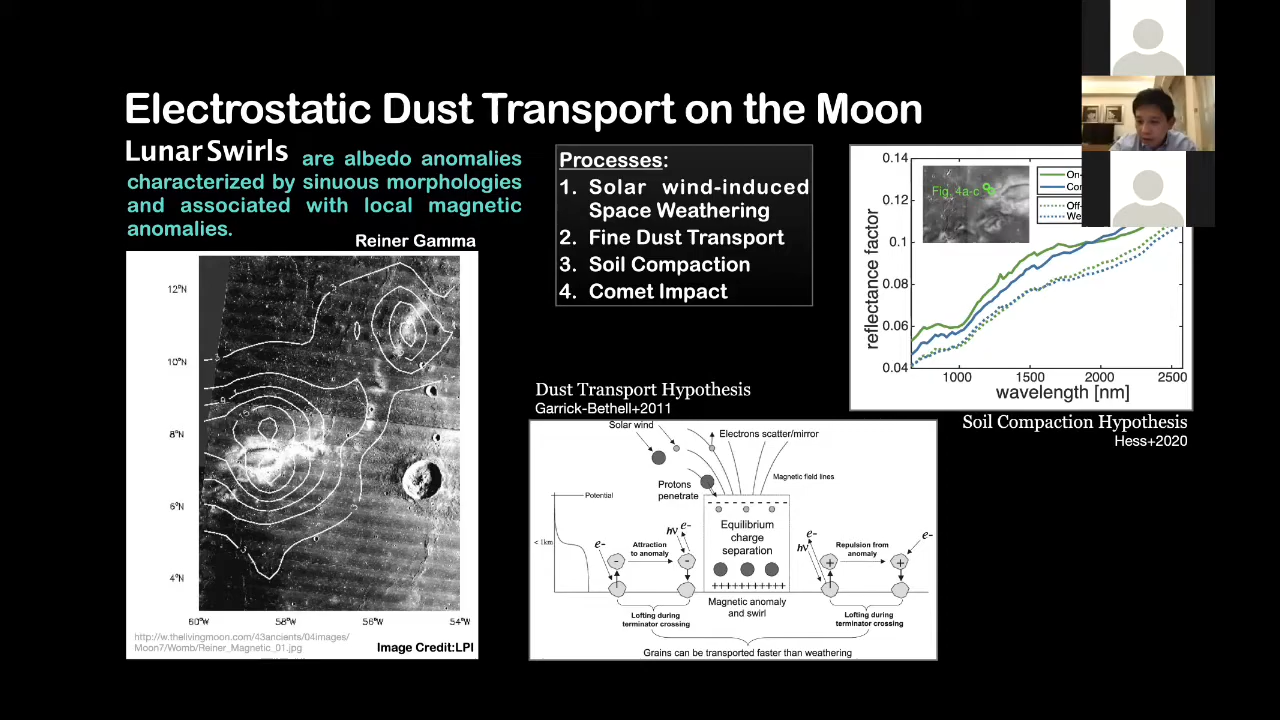 Electrostatic Dust Transport on the Moon
Lunar Swirls are albedo anomalies
characterized by sinuous morphologies
and associated with local magnetic
anomalies.
Reiner Gamma
12°N
10°N
8°N
6°N
4°N
60°W
58°W
56°W
54°W
http://w.thelivingmoon.com/43ancients/04images/
Moon7/Womb/Reiner_Magnetic_01.jpg
Image Credit:LPI
Processes:
1. Solar wind-induced
Space Weathering
2. Fine Dust Transport
3. Soil Compaction
4. Comet Impact
Dust Transport Hypothesis
Garrick-Bethell+2011
Solar wind
Electrons scatter/mirror
Magnetic field lines
Protons
penetrate
Potential
< 1km
e-
Attraction
to anomaly
hν
e-
Equilibrium
charge
separation
e-
hν
Repulsion from
anomaly
e-
Magnetic anomaly
and swirl
Lofting during
terminator crossing
Lofting during
terminator crossing
Grains can be transported faster than weathering
0.14
0.12
0.1
0.08
0.06
0.04
reflectance factor
Fig. 4a-c
On-
Cor
Off-
We
1000
1500
2000
2500
wavelength [nm]
Soil Compaction Hypothesis
Hess+2020